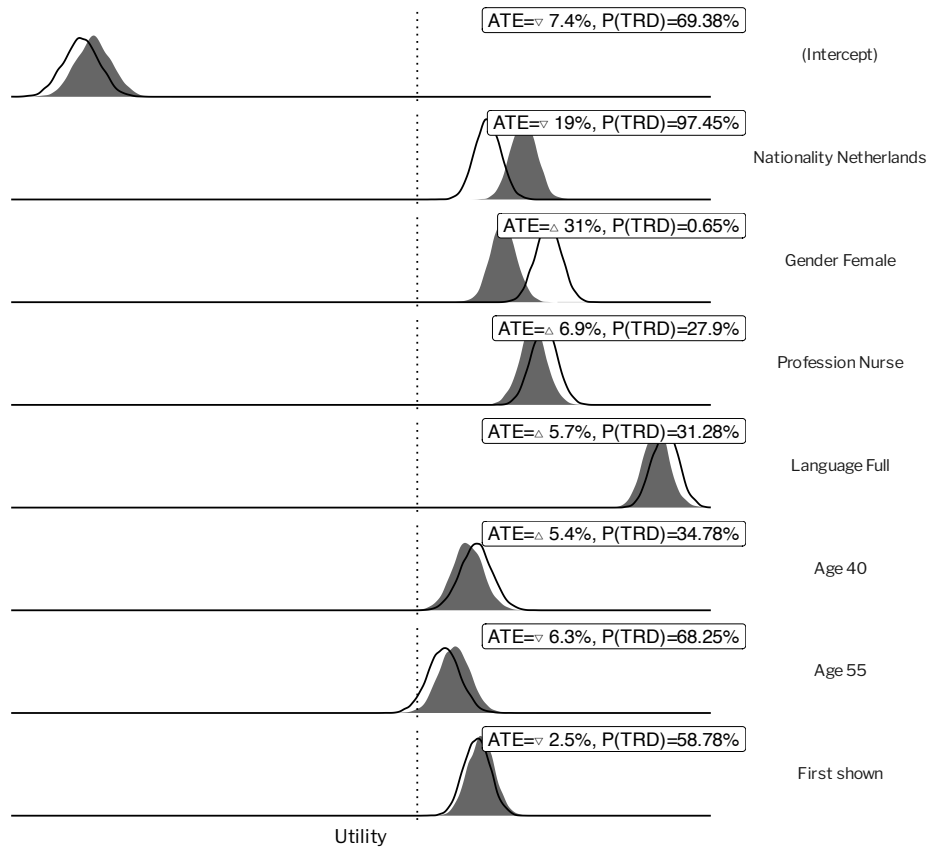 ATE=▽ 7.4%, P(TRD)=69.38%
(Intercept)
ATE=▽ 19%, P(TRD)=97.45%
Nationality Netherlands
ATE=△ 31%, P(TRD)=0.65%
Gender Female
ATE=△ 6.9%, P(TRD)=27.9%
Profession Nurse
ATE=△ 5.7%, P(TRD)=31.28%
Language Full
ATE=△ 5.4%, P(TRD)=34.78%
Age 40
ATE=▽ 6.3%, P(TRD)=68.25%
Age 55
ATE=▽ 2.5%, P(TRD)=58.78%
First shown
Utility